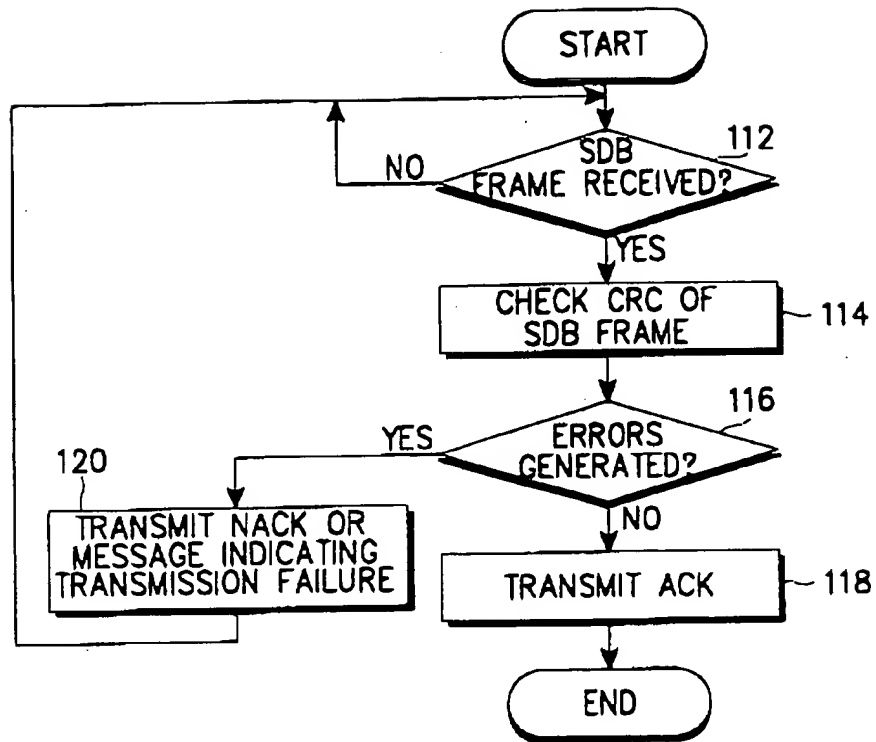 START
112
SDB
FRAME RECEIVED?
NO
YES
CHECK CRC OF
SDB FRAME
114
116
ERRORS
GENERATED?
YES
NO
120
TRANSMIT NACK OR
MESSAGE INDICATING
TRANSMISSION FAILURE
TRANSMIT ACK
118
END